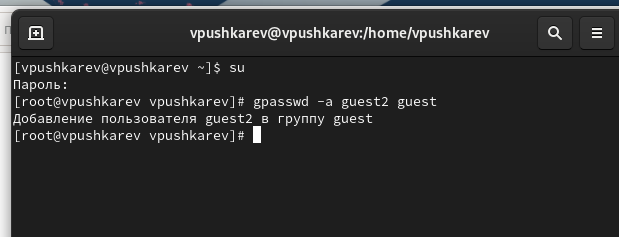 vpushkarev@vpushkarev:/home/vpushkarev
[vpushkarev@vpushkarev ~]$ su
Пароль:
[root@vpushkarev vpushkarev]# gpasswd -a guest2 guest
Добавление пользователя guest2 в группу guest
[root@vpushkarev vpushkarev]#